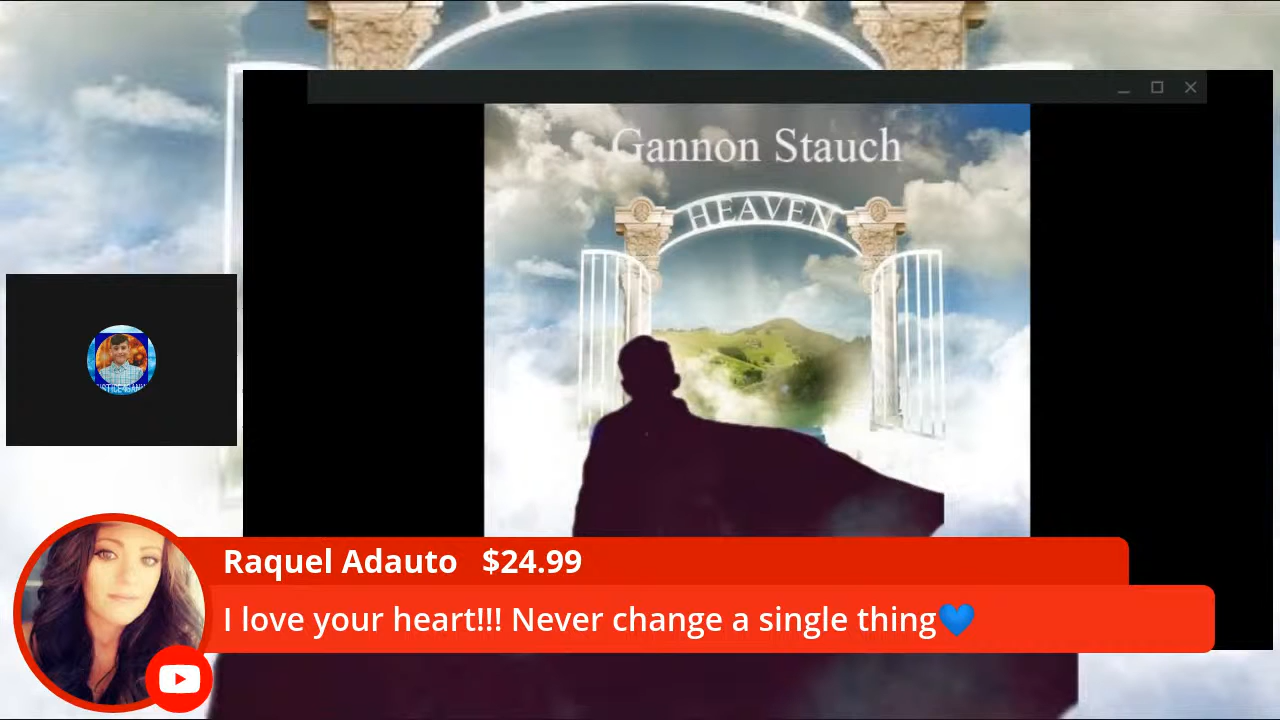 Gannon Stauch
HEAVEN
Raquel Adauto $24.99
I love your heart!!! Never change a single thing💙